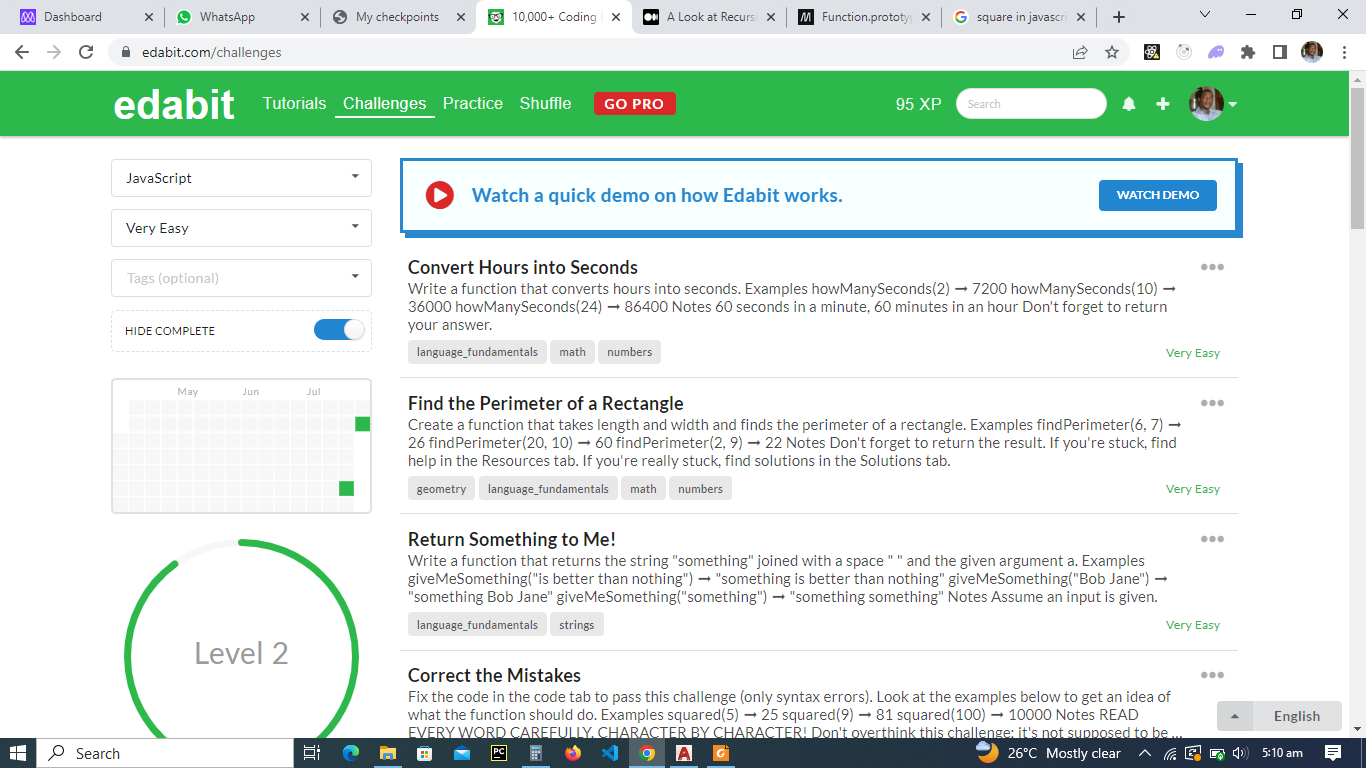 Dashboard
WhatsApp
My checkpoints
10,000+ Coding
A Look at Recurs
Function.prototyp
square in javascri
edabit.com/challenges
edabit Tutorials Challenges Practice Shuffle GO PRO 95 XP Search
JavaScript
Very Easy
Tags (optional)
HIDE COMPLETE
May Jun Jul
Level 2
Watch a quick demo on how Edabit works. WATCH DEMO
Convert Hours into Seconds
Write a function that converts hours into seconds. Examples howManySeconds(2) ➞ 7200 howManySeconds(10) ➞
36000 howManySeconds(24) ➞ 86400 Notes 60 seconds in a minute, 60 minutes in an hour Don't forget to return
your answer.
language_fundamentals math numbers Very Easy
Find the Perimeter of a Rectangle
Create a function that takes length and width and finds the perimeter of a rectangle. Examples findPerimeter(6, 7) ➞
26 findPerimeter(20, 10) ➞ 60 findPerimeter(2, 9) ➞ 22 Notes Don't forget to return the result. If you're stuck, find
help in the Resources tab. If you're really stuck, find solutions in the Solutions tab.
geometry language_fundamentals math numbers Very Easy
Return Something to Me!
Write a function that returns the string "something" joined with a space " " and the given argument a. Examples
giveMeSomething("is better than nothing") ➞ "something is better than nothing" giveMeSomething("Bob Jane") ➞
"something Bob Jane" giveMeSomething("something") ➞ "something something" Notes Assume an input is given.
language_fundamentals strings Very Easy
Correct the Mistakes
Fix the code in the code tab to pass this challenge (only syntax errors). Look at the examples below to get an idea of
what the function should do. Examples squared(5) ➞ 25 squared(9) ➞ 81 squared(100) ➞ 10000 Notes READ
EVERY WORD CAREFULLY, CHARACTER BY CHARACTER! Don't overthink this challenge; it's not supposed to be ...
English
Search
PC
26°C Mostly clear 5:10 am